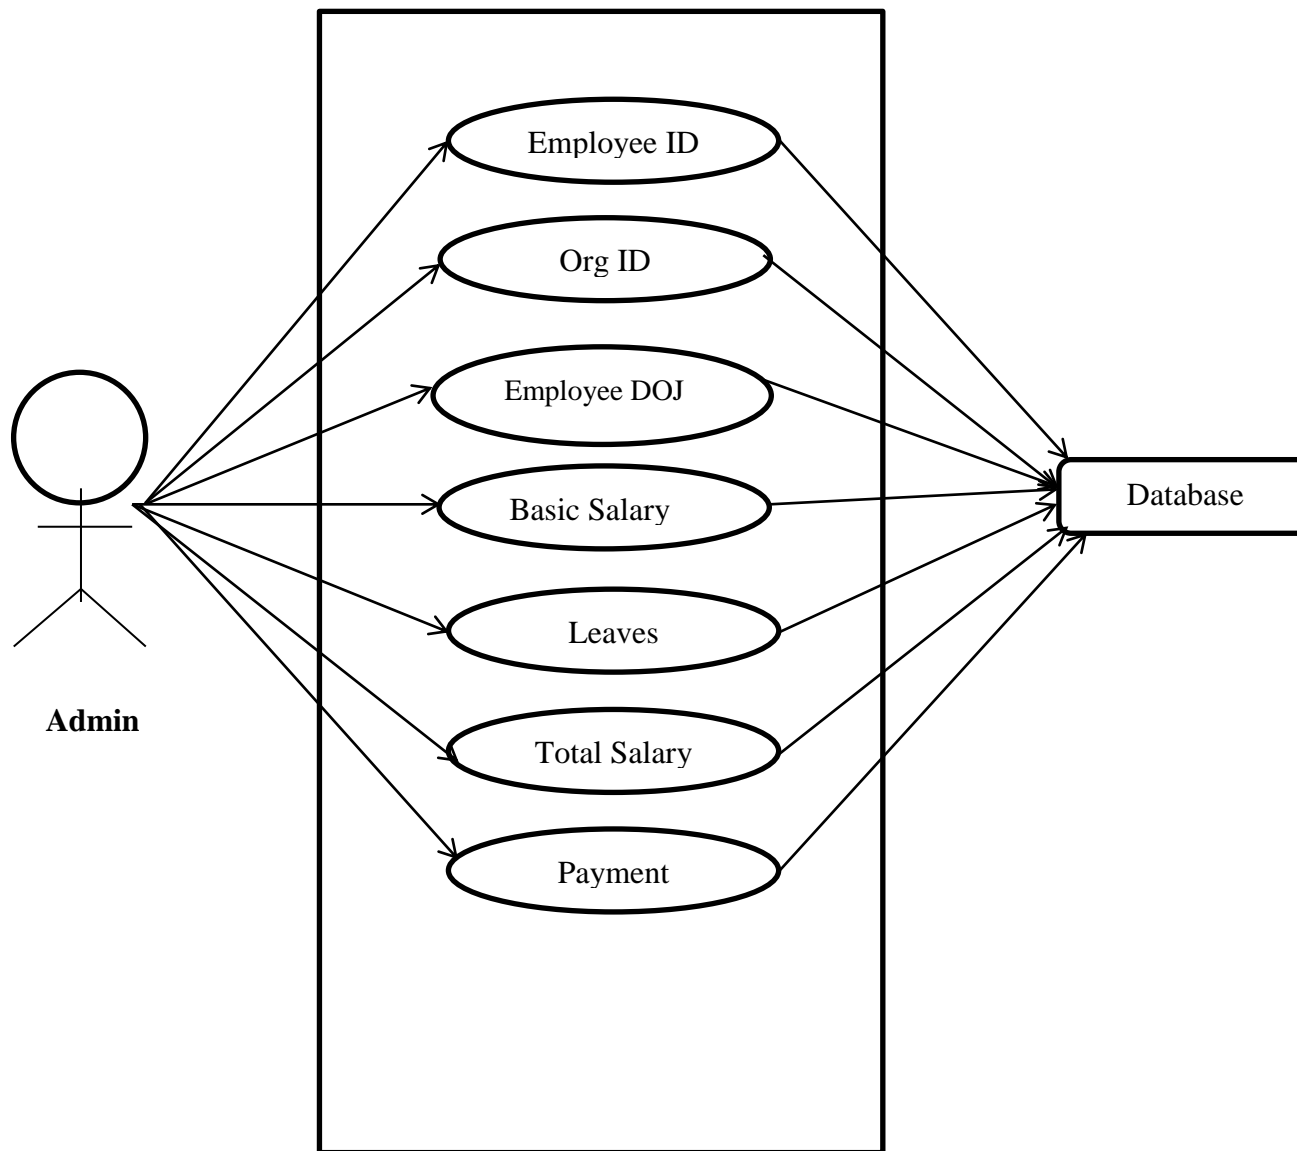 Employee ID
Org ID
Employee DOJ
Basic Salary
Database
Leaves
Admin
Total Salary
Payment